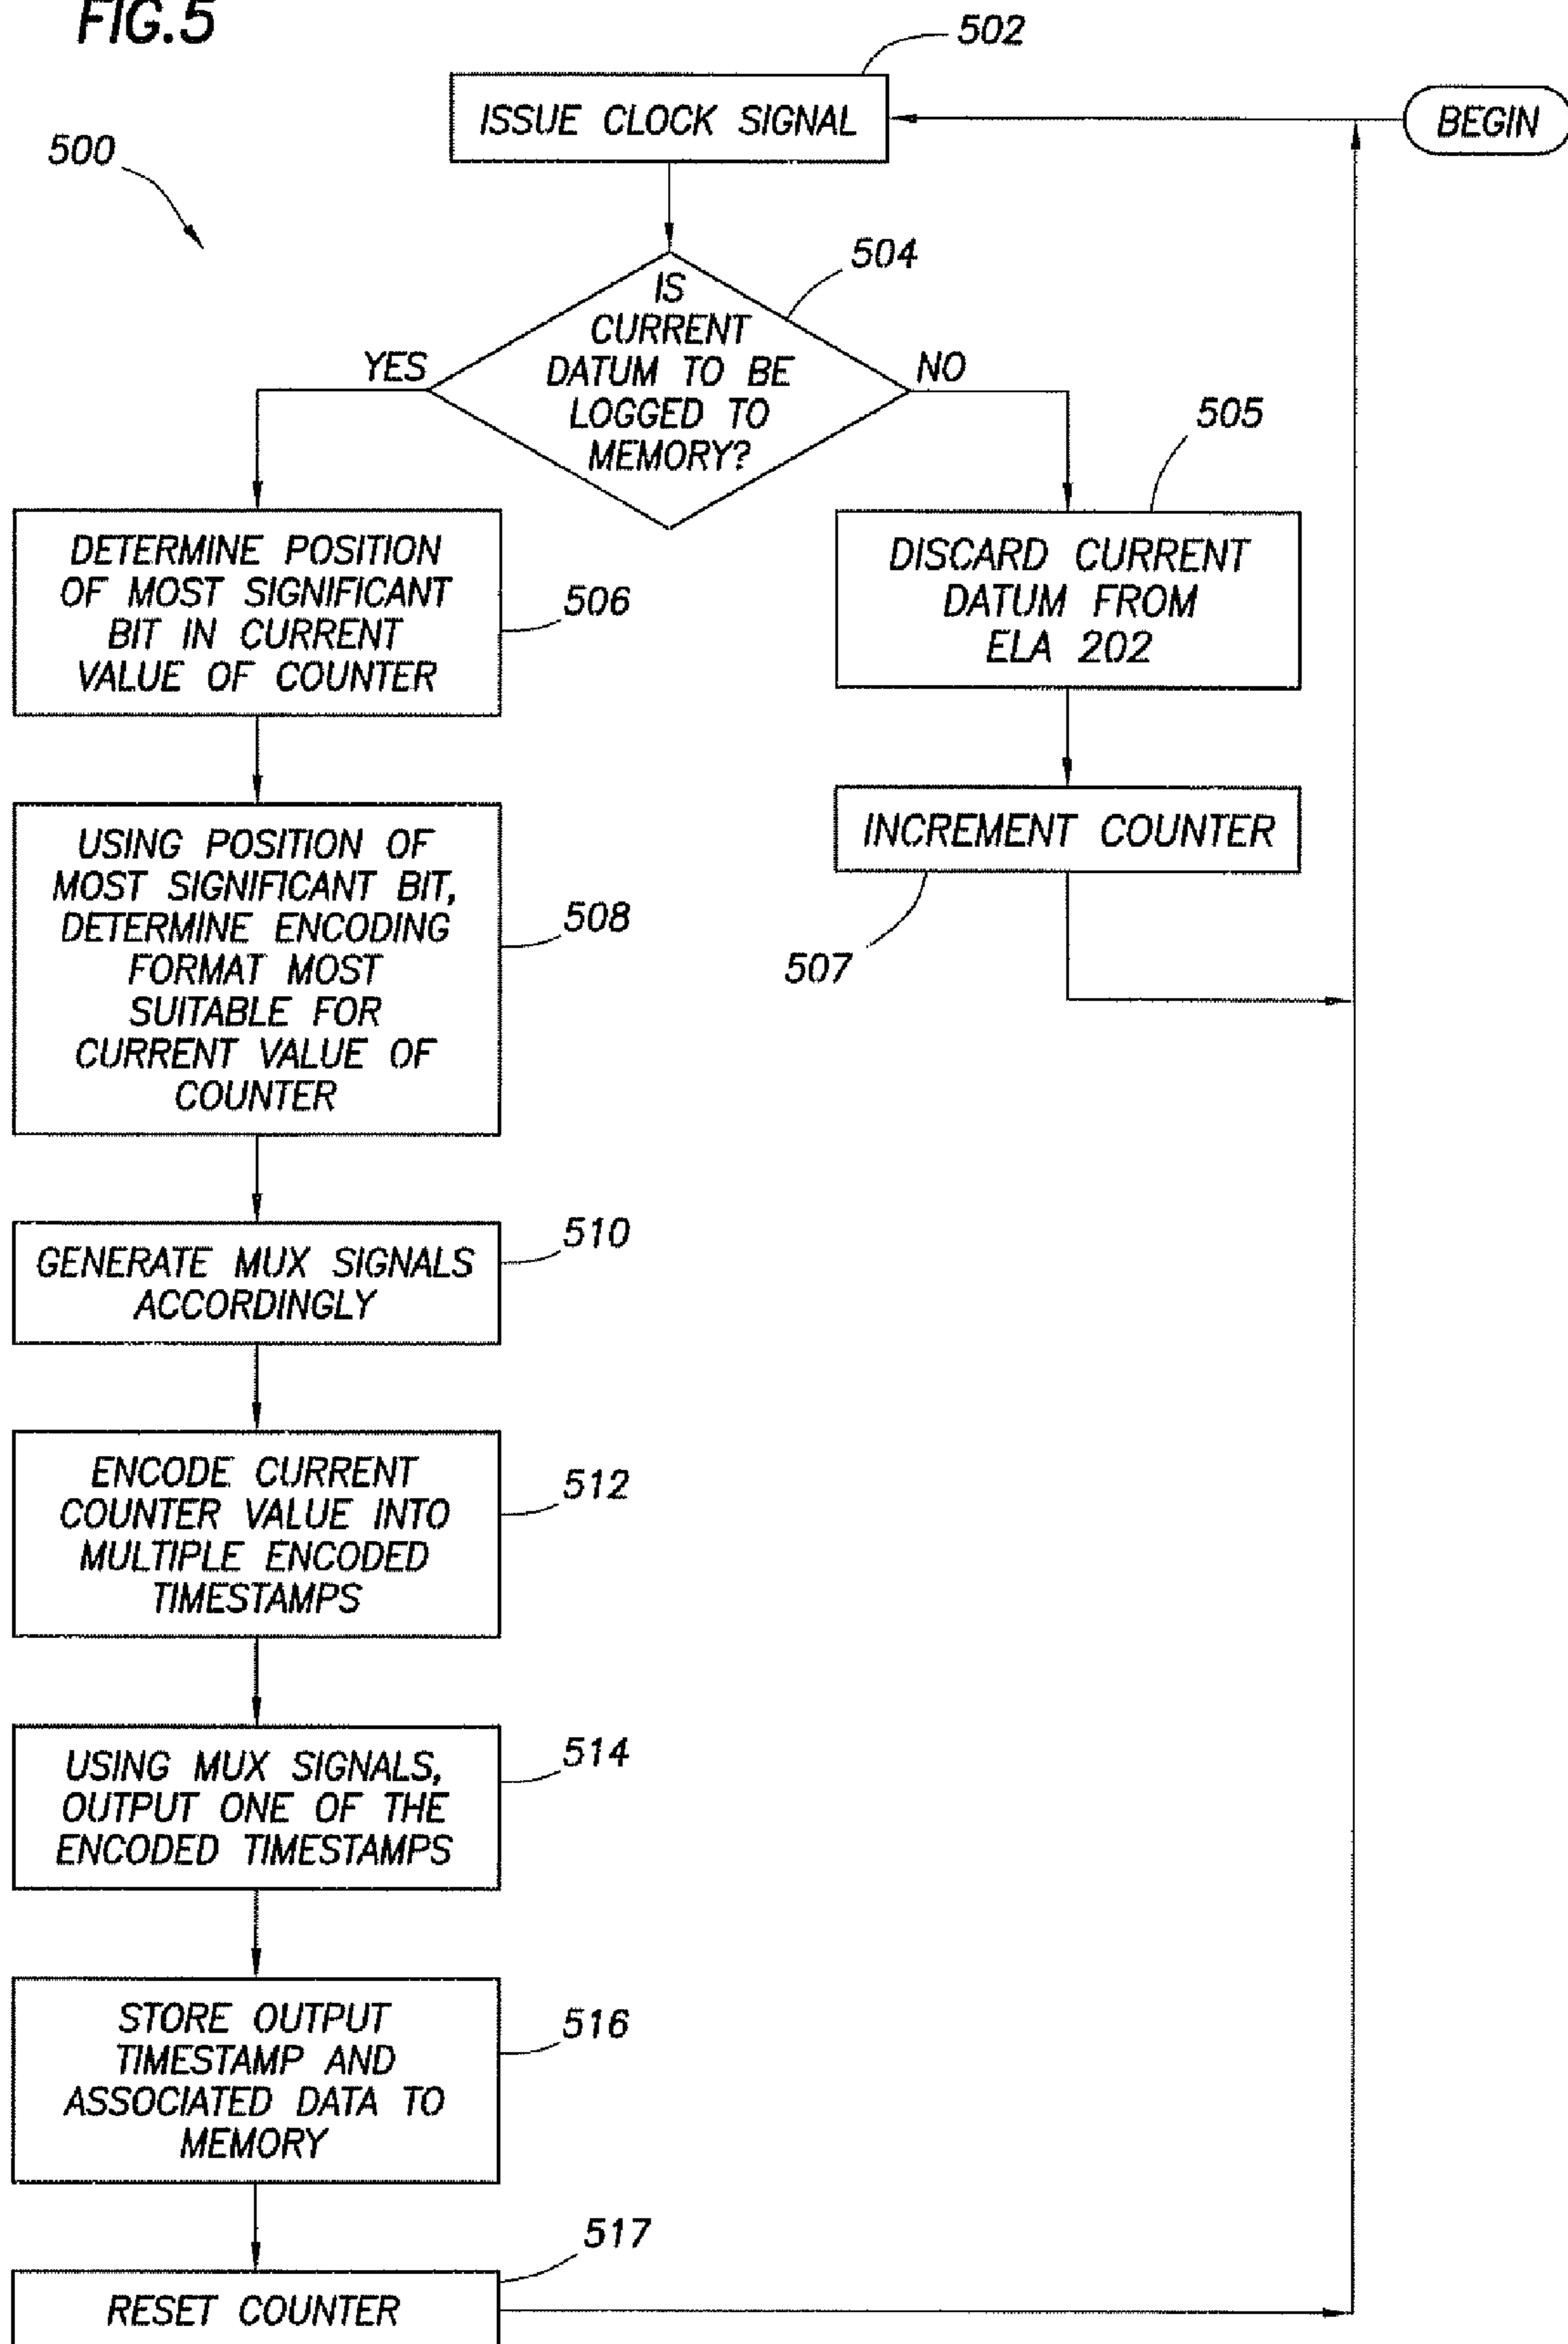 FIG.5
502
ISSUE CLOCK SIGNAL
BEGIN
500
504
IS
CURRENT
DATUM TO BE
LOGGED TO
MEMORY?
YES
NO
505
DETERMINE POSITION
OF MOST SIGNIFICANT
BIT IN CURRENT
VALUE OF COUNTER
506
DISCARD CURRENT
DATUM FROM
ELA 202
INCREMENT COUNTER
507
USING POSITION OF
MOST SIGNIFICANT BIT,
DETERMINE ENCODING
FORMAT MOST
SUITABLE FOR
CURRENT VALUE OF
COUNTER
508
GENERATE MUX SIGNALS
ACCORDINGLY
510
ENCODE CURRENT
COUNTER VALUE INTO
MULTIPLE ENCODED
TIMESTAMPS
512
USING MUX SIGNALS,
OUTPUT ONE OF THE
ENCODED TIMESTAMPS
514
STORE OUTPUT
TIMESTAMP AND
ASSOCIATED DATA TO
MEMORY
516
517
RESET COUNTER